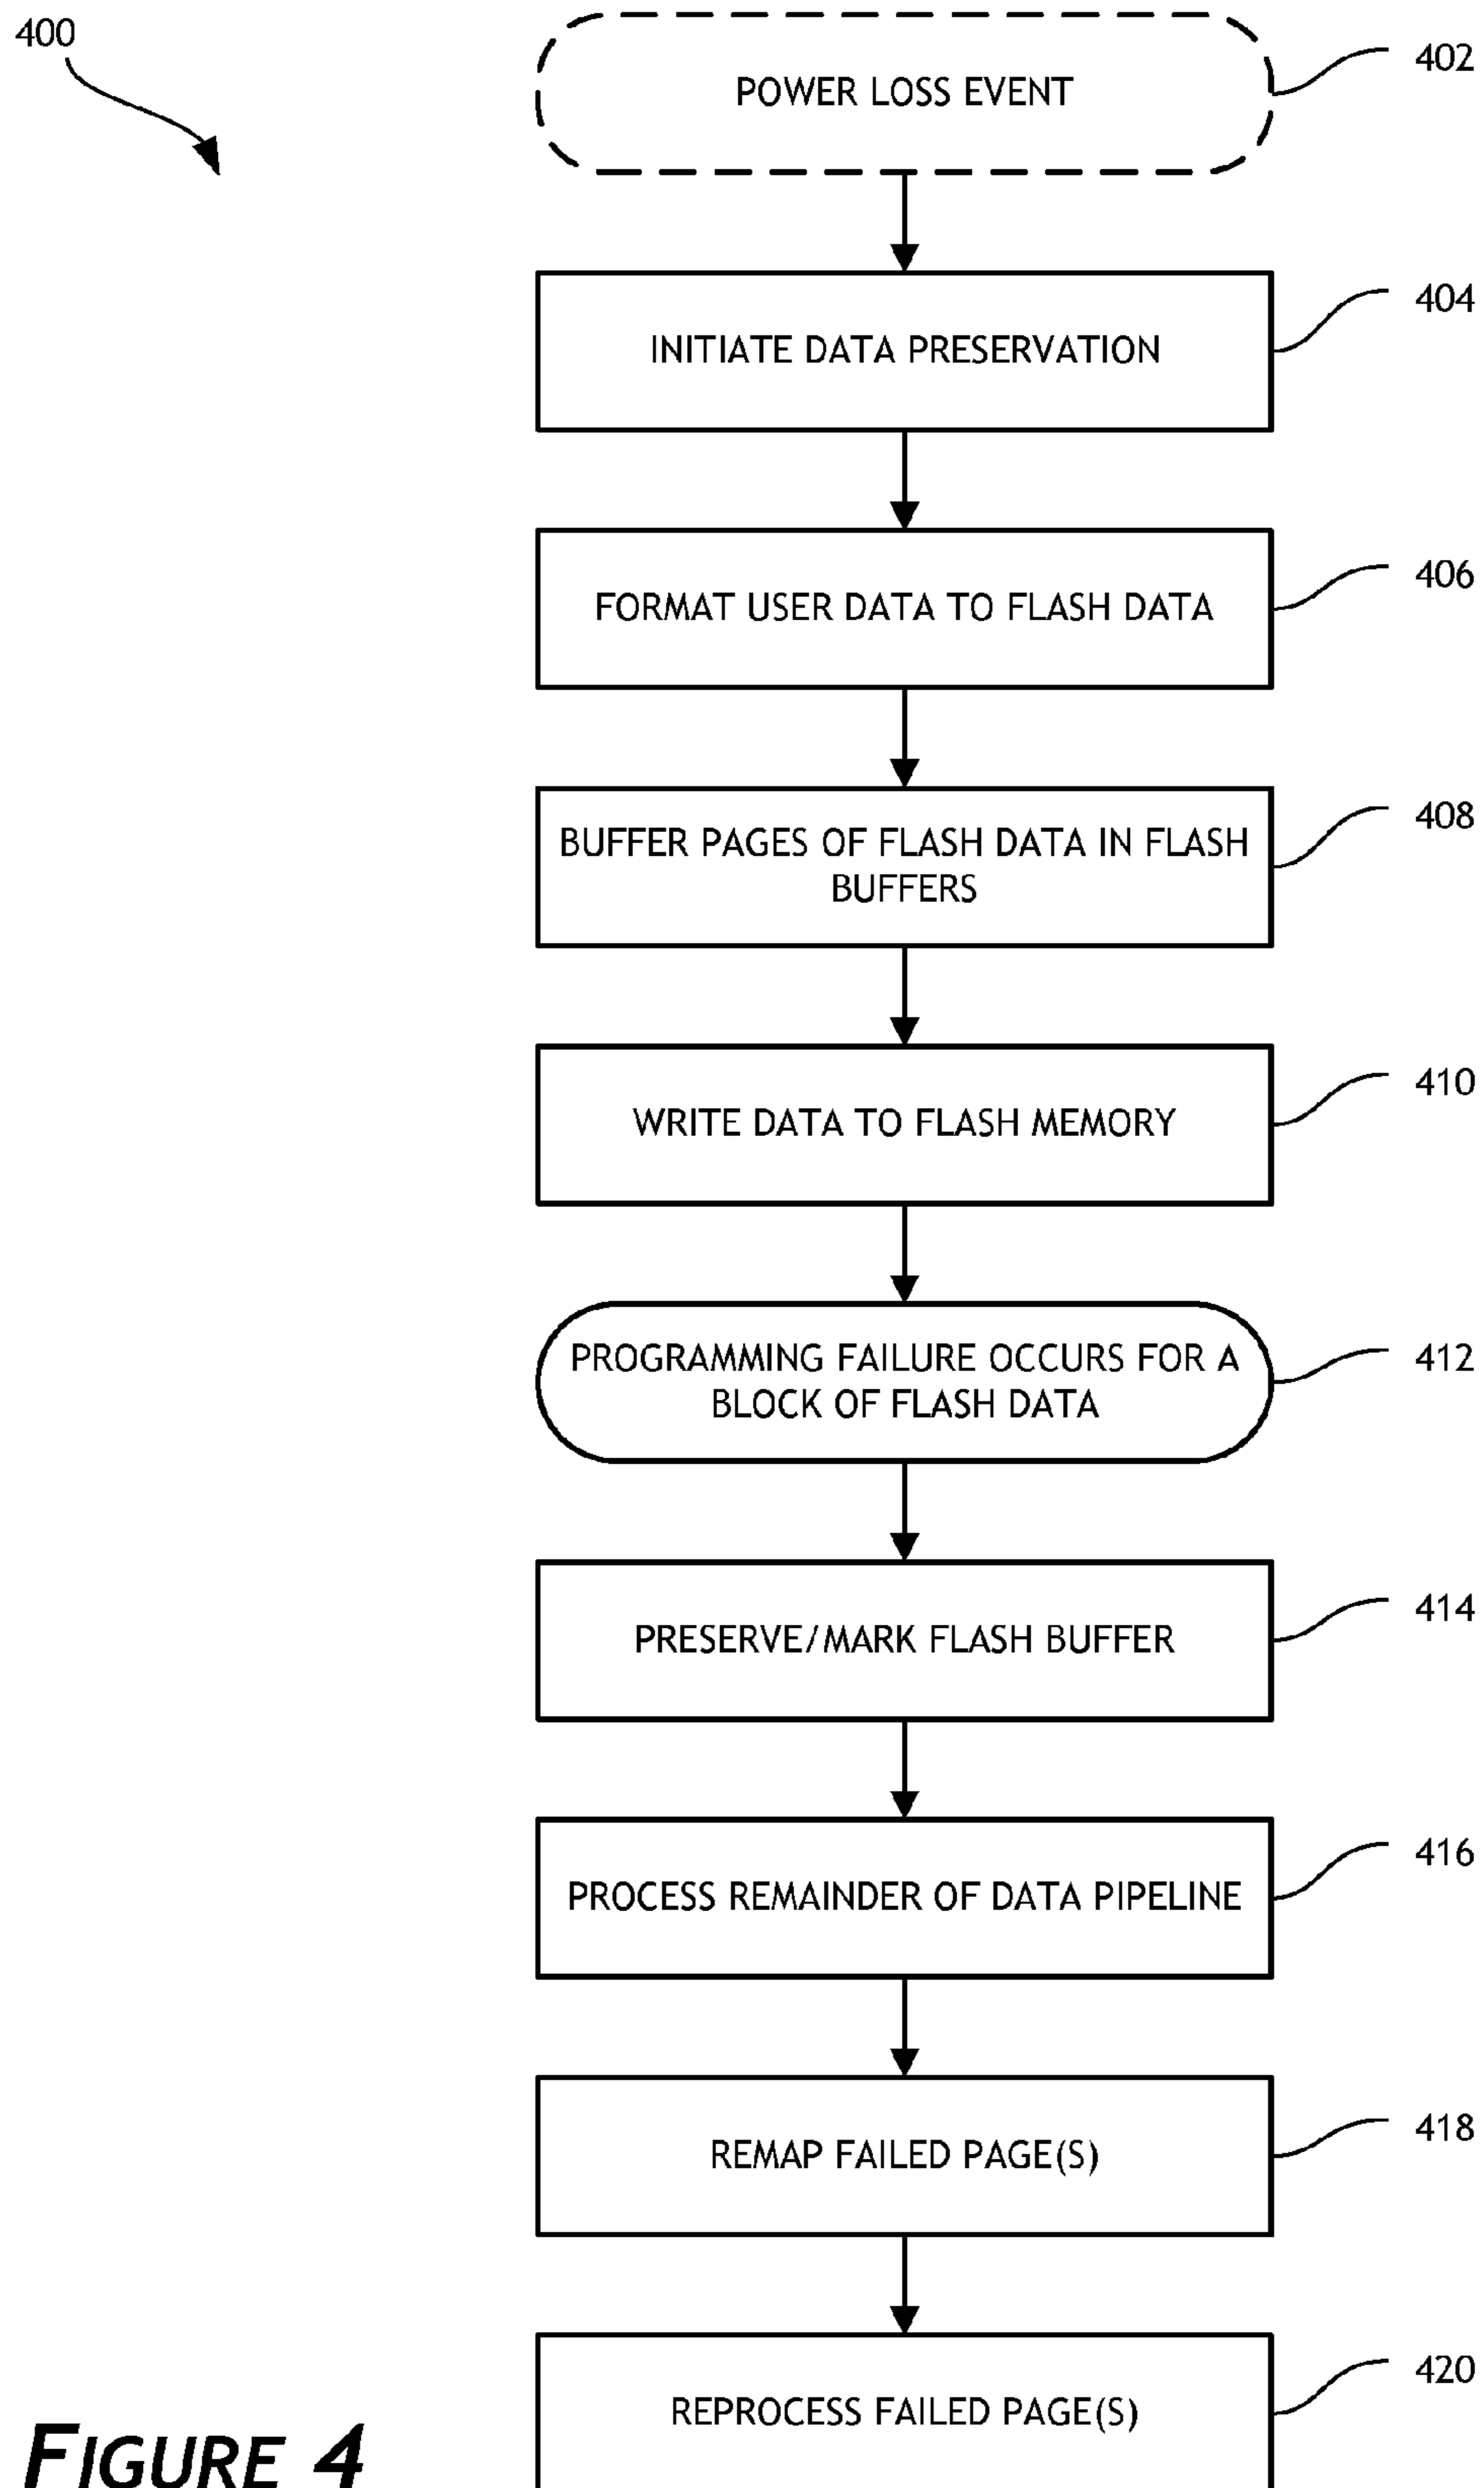 400
POWER LOSS EVENT
402
INITIATE DATA PRESERVATION
404
FORMAT USER DATA TO FLASH DATA
406
BUFFER PAGES OF FLASH DATA IN FLASH
BUFFERS
408
WRITE DATA TO FLASH MEMORY
410
PROGRAMMING FAILURE OCCURS FOR A
BLOCK OF FLASH DATA
412
PRESERVE/MARK FLASH BUFFER
414
PROCESS REMAINDER OF DATA PIPELINE
416
REMAP FAILED PAGE(S)
418
REPROCESS FAILED PAGE(S)
420
FIGURE 4